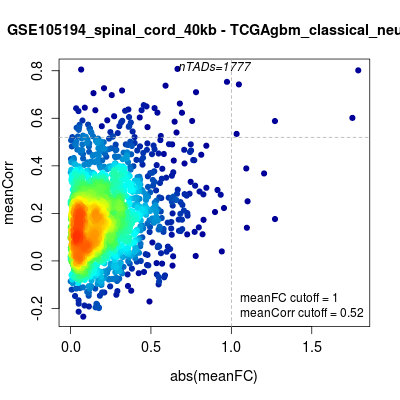 GSE105194_spinal_cord_40kb - TCGAgbm_classical_neu
nTADs=1777
0.8
0.6
0.4
0.2
0.0
-0.2
meanCorr
meanFC cutoff = 1
meanCorr cutoff = 0.52
0.0 0.5 1.0 1.5
abs(meanFC)